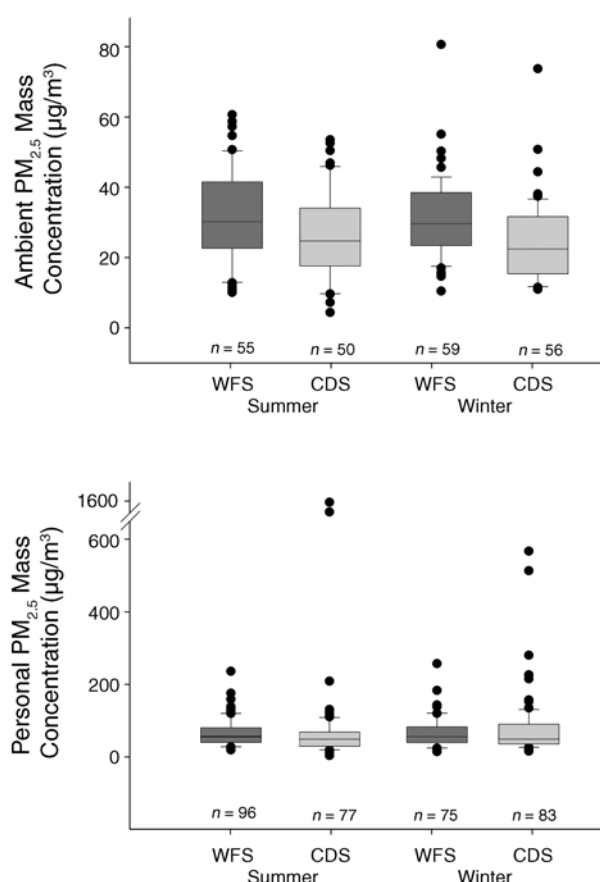 Ambient PM2.5 Mass
Concentration (µg/m³)
80
60
40
20
0
n = 55 n = 50 n = 59 n = 56
WFS CDS WFS CDS
Summer Winter
Personal PM2.5 Mass
Concentration (µg/m³)
1600
600
400
200
0
n = 96 n = 77 n = 75 n = 83
WFS CDS WFS CDS
Summer Winter